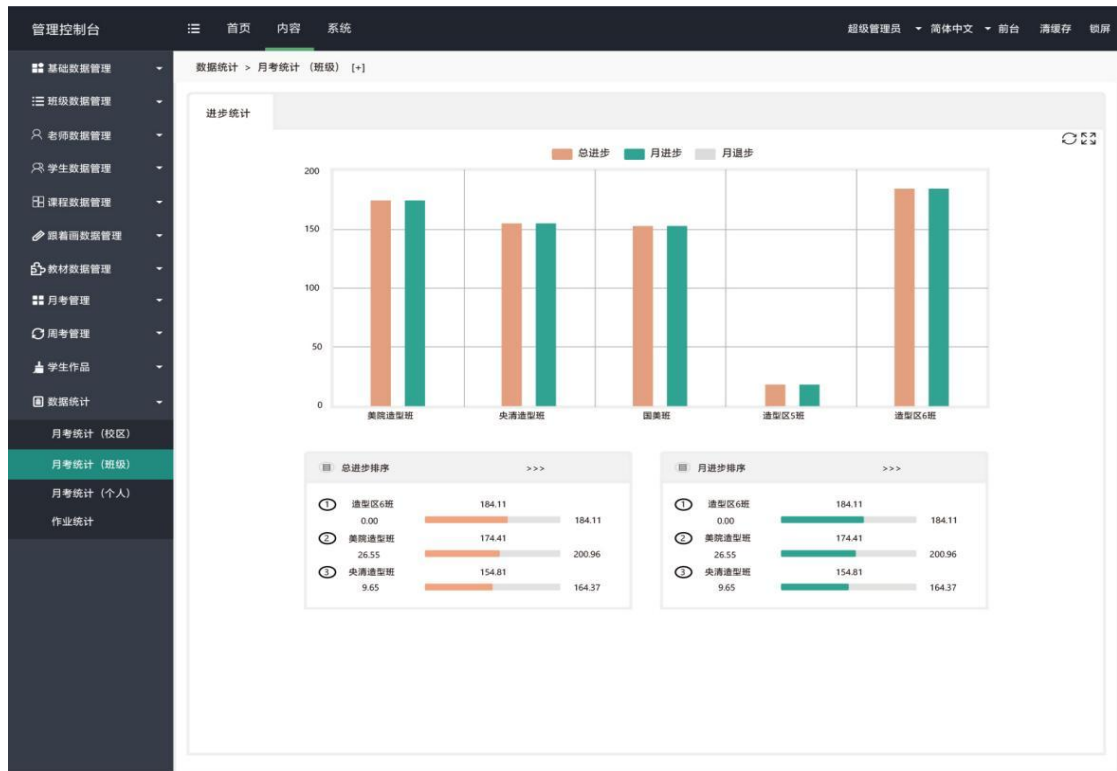 管理控制台 首页 内容 系统 超级管理员 简体中文 前台 清缓存 锁屏
基础数据管理
班级数据管理
老师数据管理
学生数据管理
课程数据管理
跟着画数据管理
教材数据管理
月考管理
周考管理
学生作品
数据统计
月考统计（校区）
月考统计（班级）
月考统计（个人）
作业统计
数据统计 > 月考统计（班级） [+]
进步统计
总进步 月进步 月退步
200
150
100
50
0
美院造型班 央清造型班 国美班 造型区5班 造型区6班
总进步排序 >>>
1 造型区6班 184.11
0.00 184.11
2 美院造型班 174.41
26.55 200.96
3 央清造型班 154.81
9.65 164.37
月进步排序 >>>
1 造型区6班 184.11
0.00 184.11
2 美院造型班 174.41
26.55 200.96
3 央清造型班 154.81
9.65 164.37